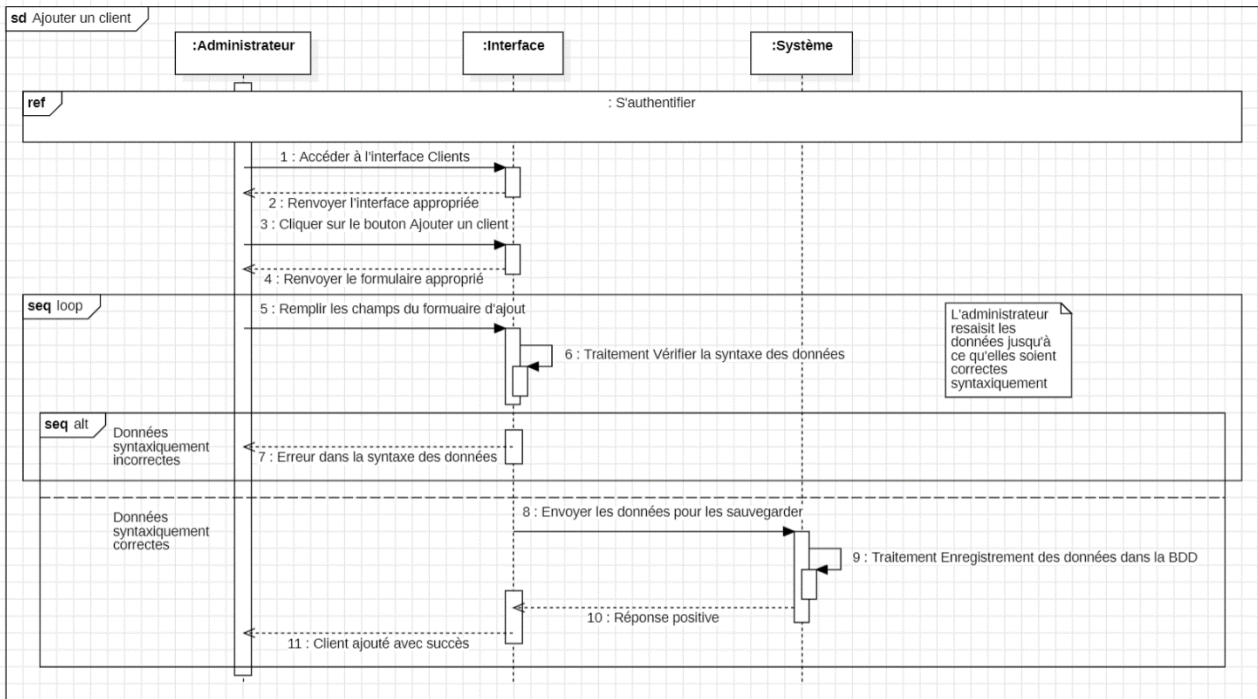 sd Ajouter un client
:Administrateur
:Interface
:Système
ref
: S'authentifier
1 : Accéder à l'interface Clients
2 : Renvoyer l'interface appropriée
3 : Cliquer sur le bouton Ajouter un client
4 : Renvoyer le formulaire approprié
seq loop
5 : Remplir les champs du formuaire d'ajout
L'administrateur
resaisit les
données jusqu'à
ce qu'elles soient
correctes
syntaxiquement
6 : Traitement Vérifier la syntaxe des données
seq alt
Données
syntaxiquement
incorrectes
7 : Erreur dans la syntaxe des données
Données
syntaxiquement
correctes
8 : Envoyer les données pour les sauvegarder
9 : Traitement Enregistrement des données dans la BDD
10 : Réponse positive
11 : Client ajouté avec succès